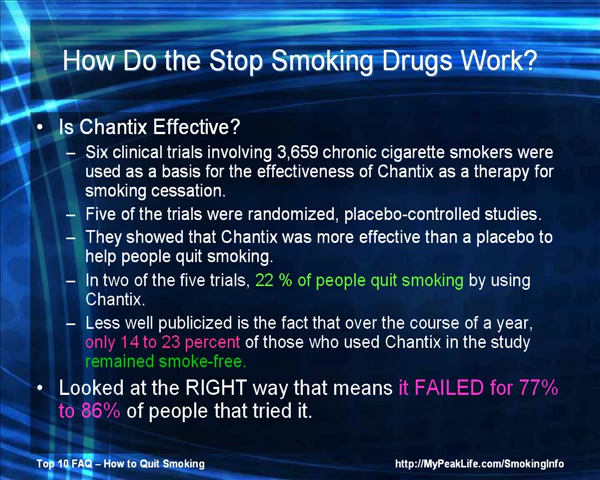 How Do the Stop Smoking Drugs Work?
• Is Chantix Effective?
– Six clinical trials involving 3,659 chronic cigarette smokers were
used as a basis for the effectiveness of Chantix as a therapy for
smoking cessation.
– Five of the trials were randomized, placebo-controlled studies.
– They showed that Chantix was more effective than a placebo to
help people quit smoking.
– In two of the five trials, 22 % of people quit smoking by using
Chantix.
– Less well publicized is the fact that over the course of a year,
only 14 to 23 percent of those who used Chantix in the study
remained smoke-free.
• Looked at the RIGHT way that means it FAILED for 77%
to 86% of people that tried it.
Top 10 FAQ – How to Quit Smoking
http://MyPeakLife.com/SmokingInfo